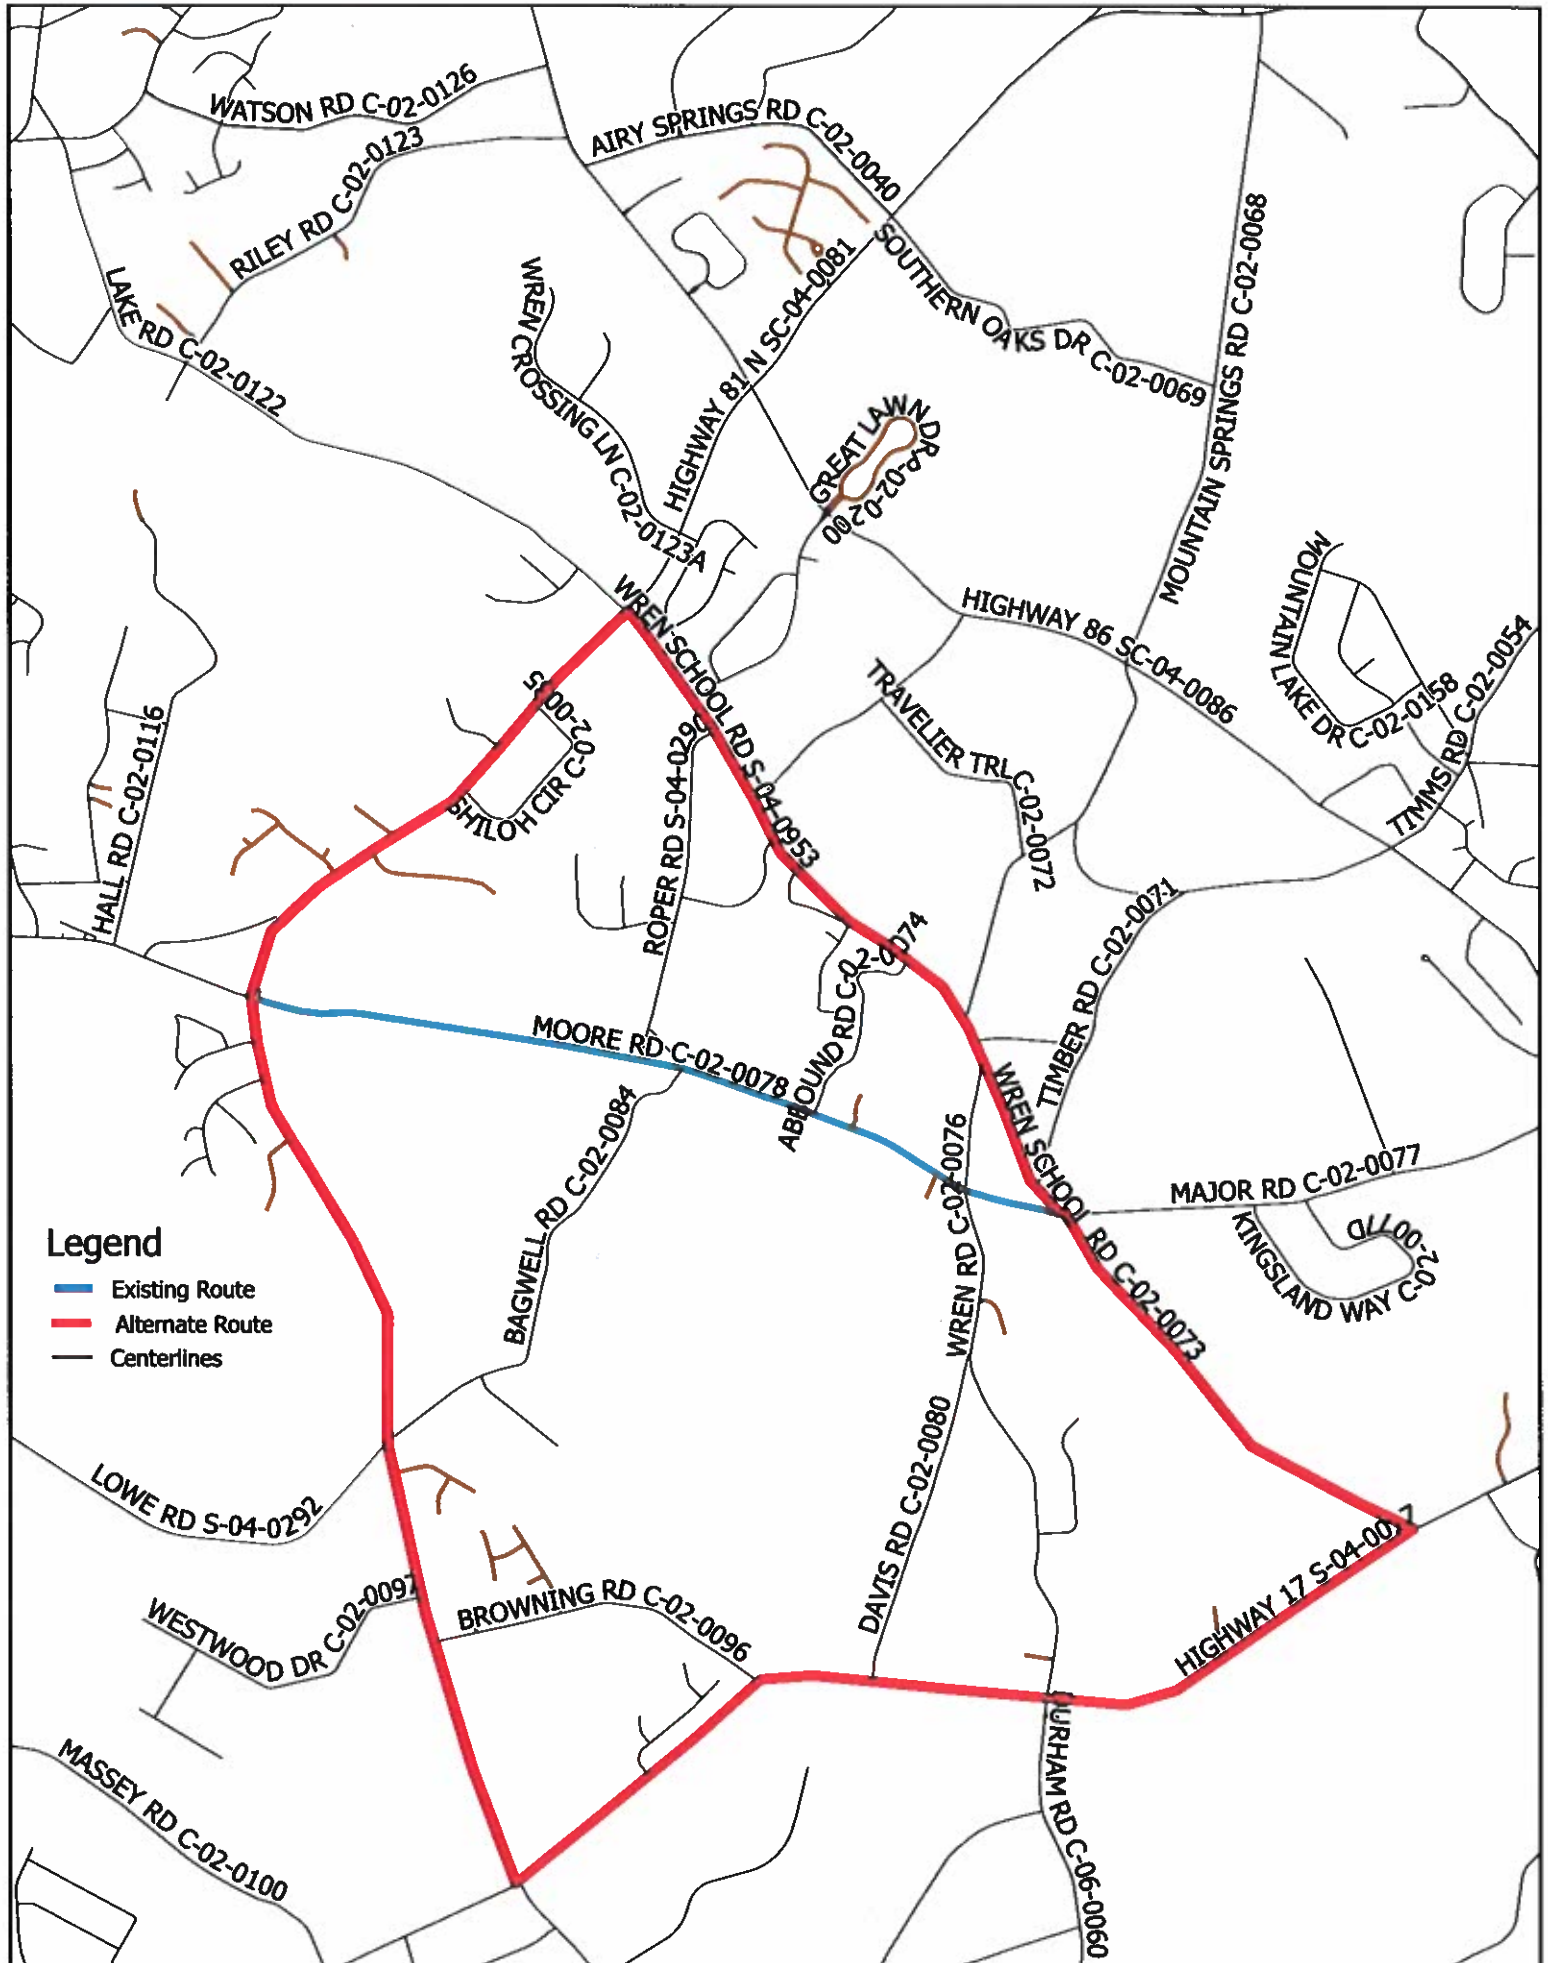 WATSON RD C-02-0126
AIRY SPRINGS RD C-02-0040
RILEY RD C-02-0123
SOUTHERN OAKS DR C-02-0069
MOUNTAIN SPRINGS RD C-02-0068
LAKE RD C-02-0122
WREN CROSSING LN C-02-0123A
HIGHWAY 81 N SC-04-0081
GREAT LAWN DR P-02-0200
HIGHWAY 86 SC-04-0086
MOUNTAIN LAKE DR C-02-0158
TIMMS RD C-02-0054
WREN SCHOOL RD S-04-0953
TRAVELIER TRL C-02-0072
SHILOH CIR C-02-0085
HALL RD C-02-0116
ROPER RD S-04-029
ABBOUND RD C-02-0074
TIMBER RD C-02-0071
MOORE RD C-02-0078
BAGWELL RD C-02-0084
WREN RD C-02-0076
WREN SCHOOL RD C-02-0073
MAJOR RD C-02-0077
KINGSLAND WAY C-02-0077D
Legend
Existing Route
Alternate Route
Centerlines
DAVIS RD C-02-0080
LOWE RD S-04-0292
WESTWOOD DR C-02-0097
BROWNING RD C-02-0096
HIGHWAY 17 S-04-0017
DURHAM RD C-06-0060
MASSEY RD C-02-0100